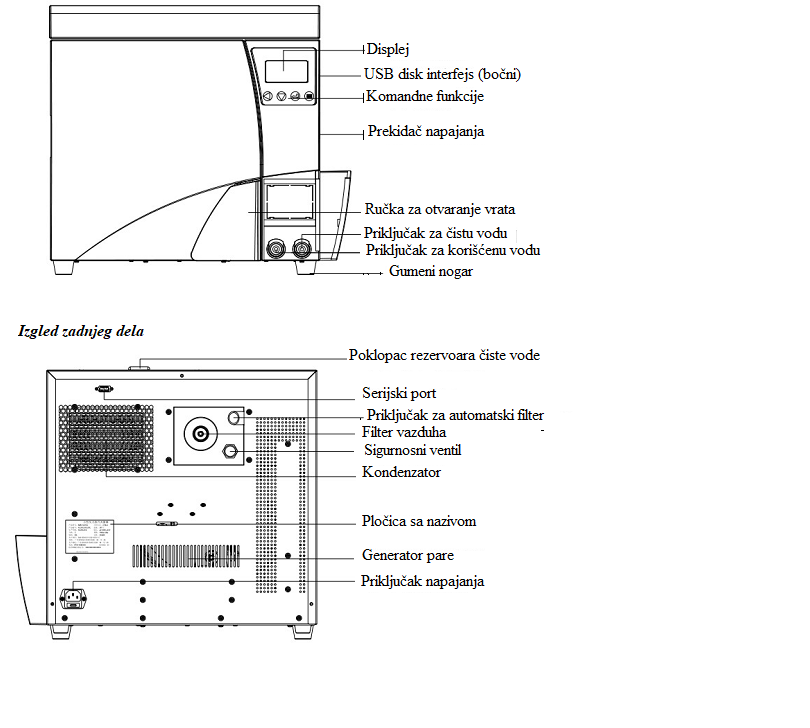 Displej
USB disk interfejs (bočni)
Komandne funkcije
Prekidač napajanja
Ručka za otvaranje vrata
Priključak za čistu vodu
Priključak za korišćenu vodu
Gumeni nogar
Izgled zadnjeg dela
Poklopac rezervoara čiste vode
Serijski port
Priključak za automatski filter
Filter vazduha
Sigurnosni ventil
Kondenzator
Pločica sa nazivom
Generator pare
Priključak napajanja